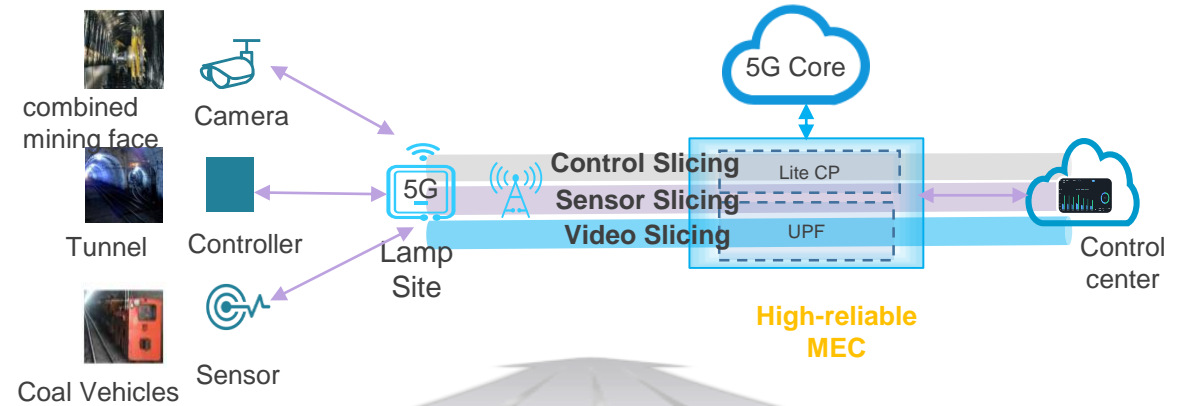 combined
mining face
Camera
Tunnel
Controller
Coal Vehicles
Sensor
5G
Lamp
Site
Control Slicing
Sensor Slicing
Video Slicing
5G Core
Lite CP
UPF
High-reliable
MEC
Control
center